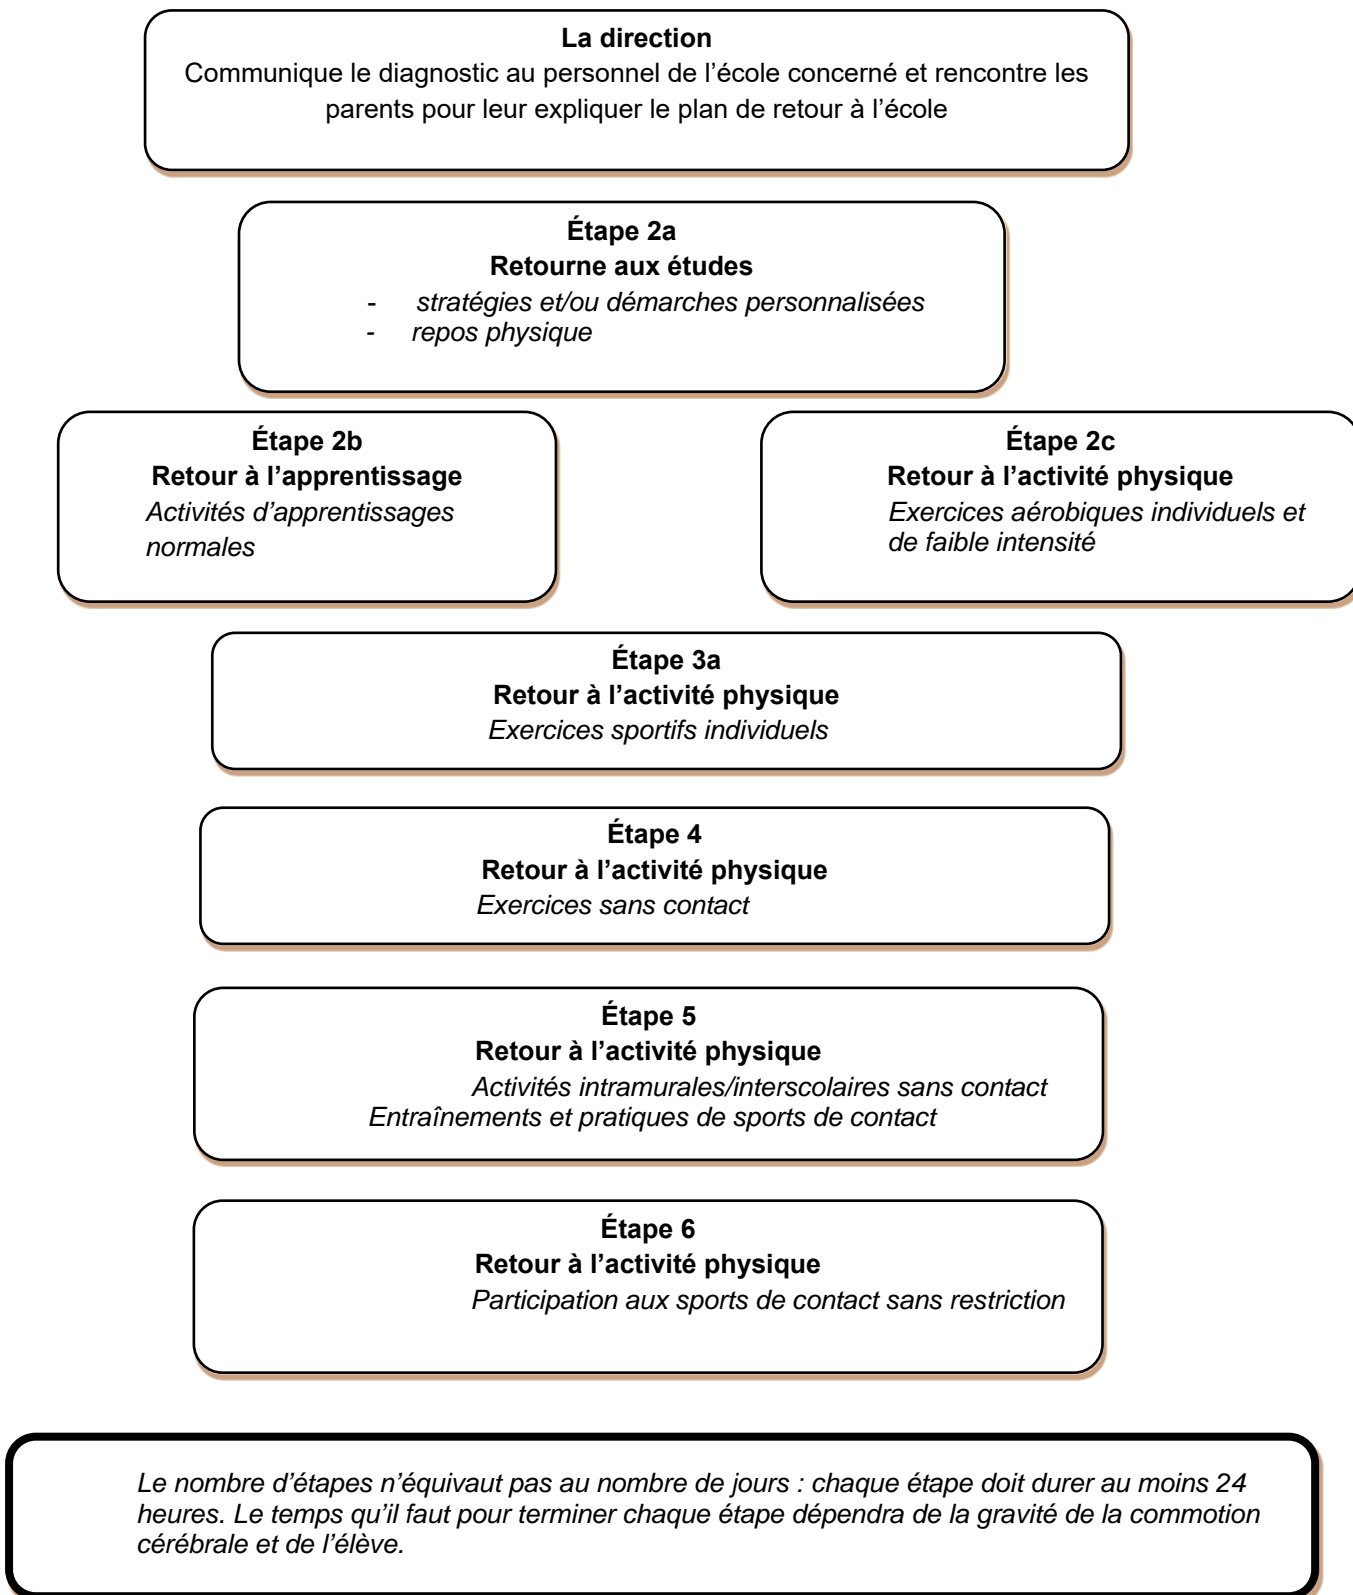 La direction
Communique le diagnostic au personnel de l’école concerné et rencontre les
parents pour leur expliquer le plan de retour à l’école
Étape 2a
Retourne aux études
- stratégies et/ou démarches personnalisées
- repos physique
Étape 2b
Retour à l’apprentissage
Activités d’apprentissages
normales
Étape 2c
Retour à l’activité physique
Exercices aérobiques individuels et
de faible intensité
Étape 3a
Retour à l’activité physique
Exercices sportifs individuels
Étape 4
Retour à l’activité physique
Exercices sans contact
Étape 5
Retour à l’activité physique
Activités intramurales/interscolaires sans contact
Entraînements et pratiques de sports de contact
Étape 6
Retour à l’activité physique
Participation aux sports de contact sans restriction
Le nombre d’étapes n’équivaut pas au nombre de jours : chaque étape doit durer au moins 24
heures. Le temps qu’il faut pour terminer chaque étape dépendra de la gravité de la commotion
cérébrale et de l’élève.